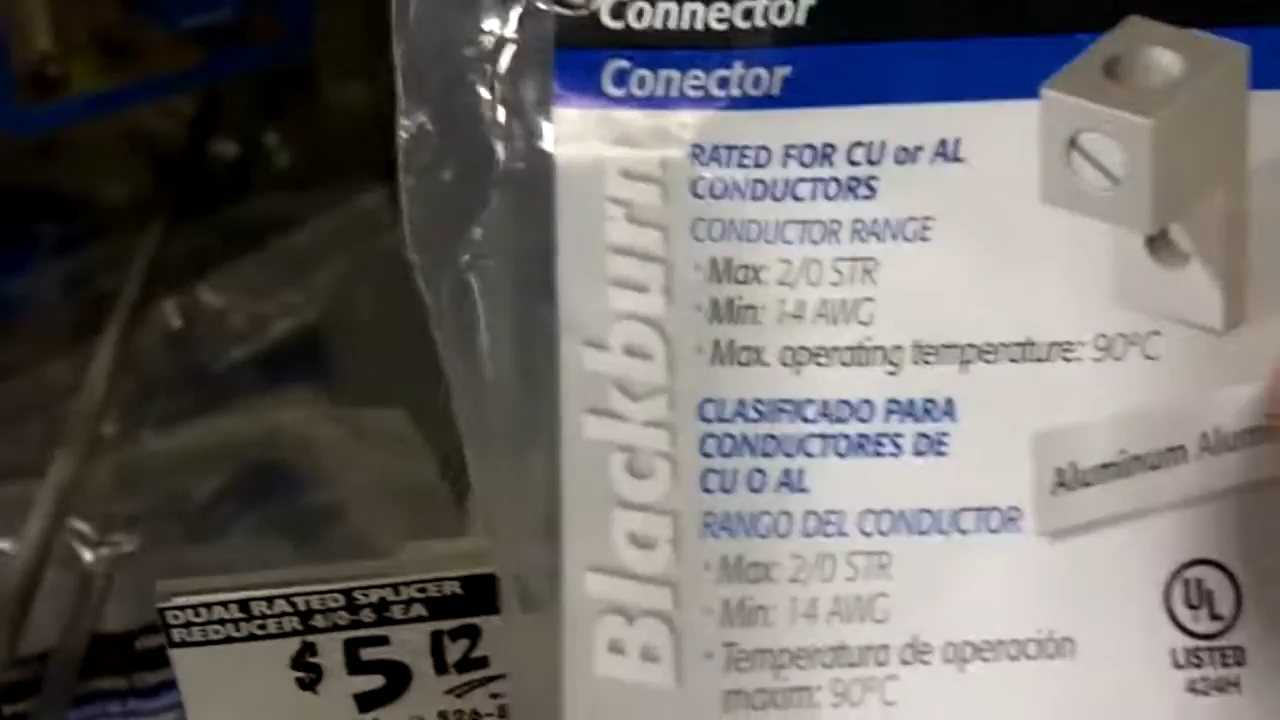 Connector
Conector
Blackburn
RATED FOR CU or AL
CONDUCTORS
CONDUCTOR RANGE
· Max: 2/0 STR
· Min: 14 AWG
· Max. operating temperature: 90°C
CLASIFICADO PARA
CONDUCTORES DE
CU O AL
RANGO DEL CONDUCTOR
· Max: 2/0 STR
· Min: 14 AWG
· Temperatura de operación
maxim: 90°C
Aluminum
UL
LISTED
DUAL RATED SPLICER
REDUCER 4/0-6 -EA
$5 12